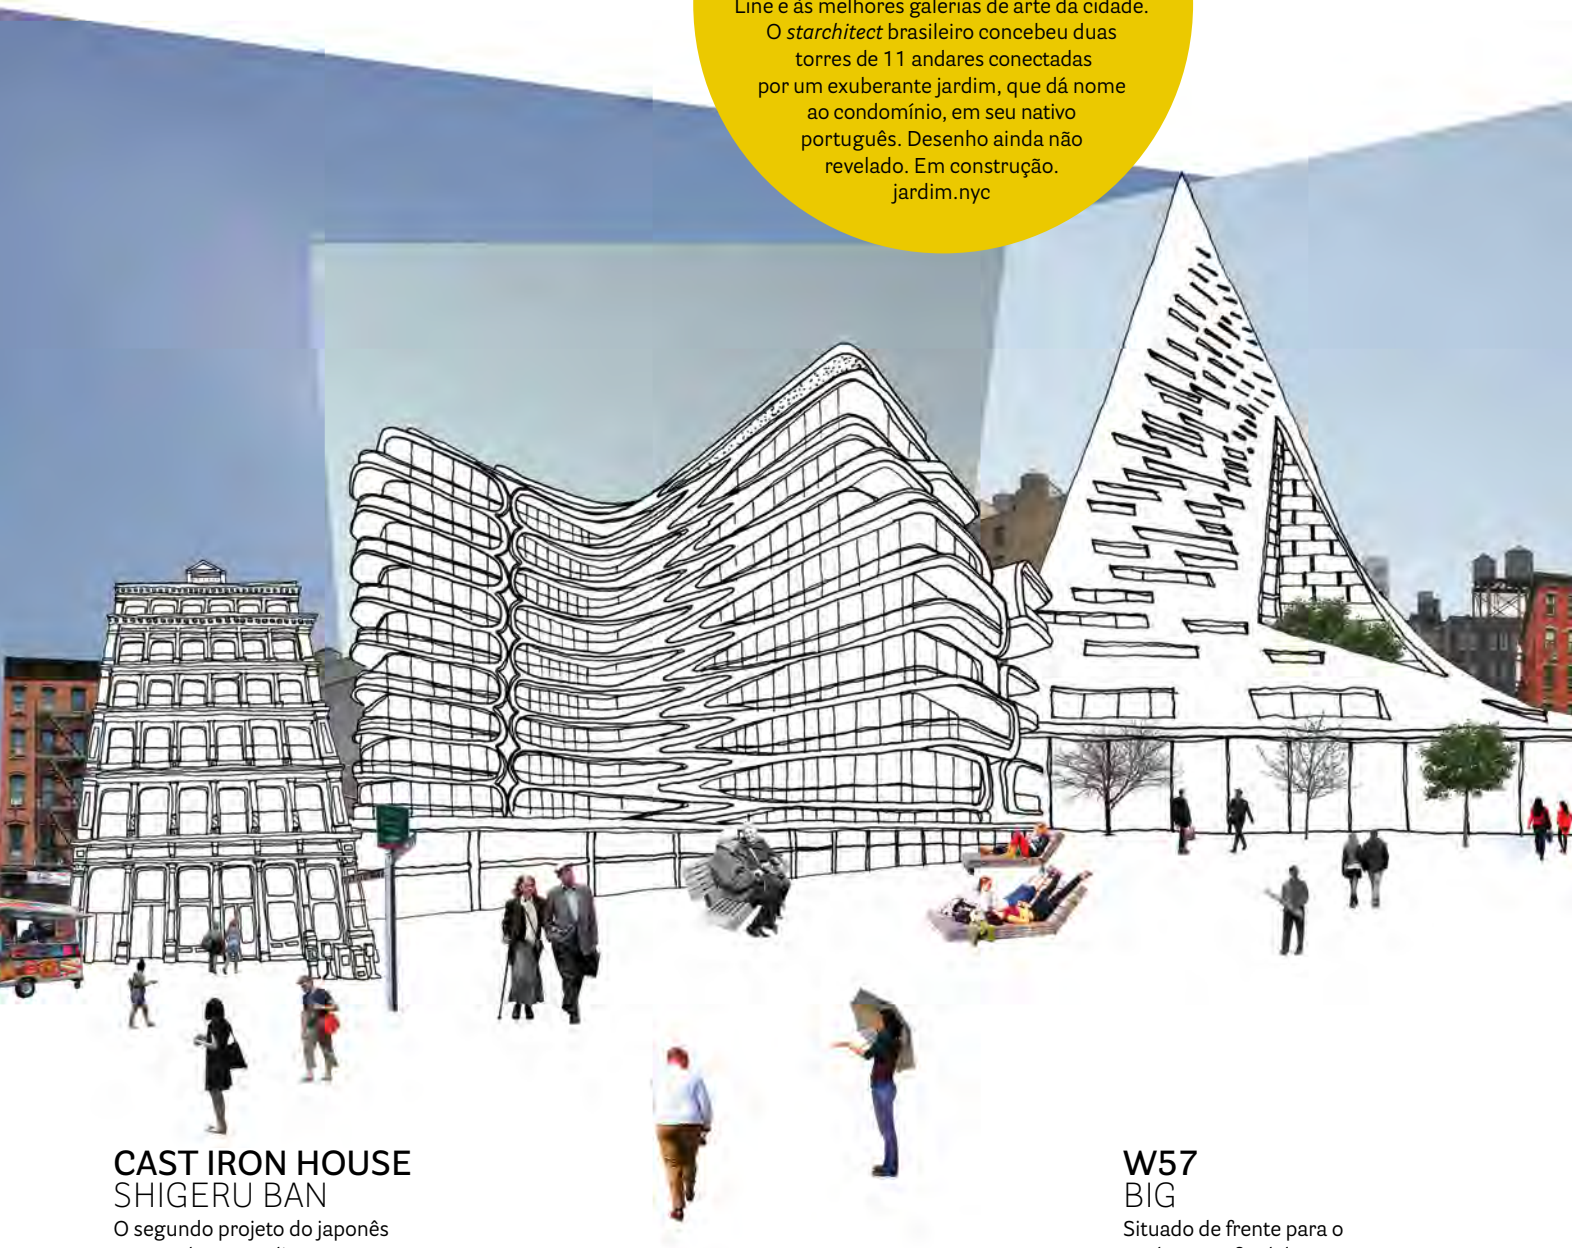 Line e às melhores galerias de arte da cidade.
O starchitect brasileiro concebeu duas
torres de 11 andares conectadas
por um exuberante jardim, que dá nome
ao condomínio, em seu nativo
português. Desenho ainda não
revelado. Em construção.
jardim.nyc
CAST IRON HOUSE
SHIGERU BAN
O segundo projeto do japonês
W57
BIG
Situado de frente para o